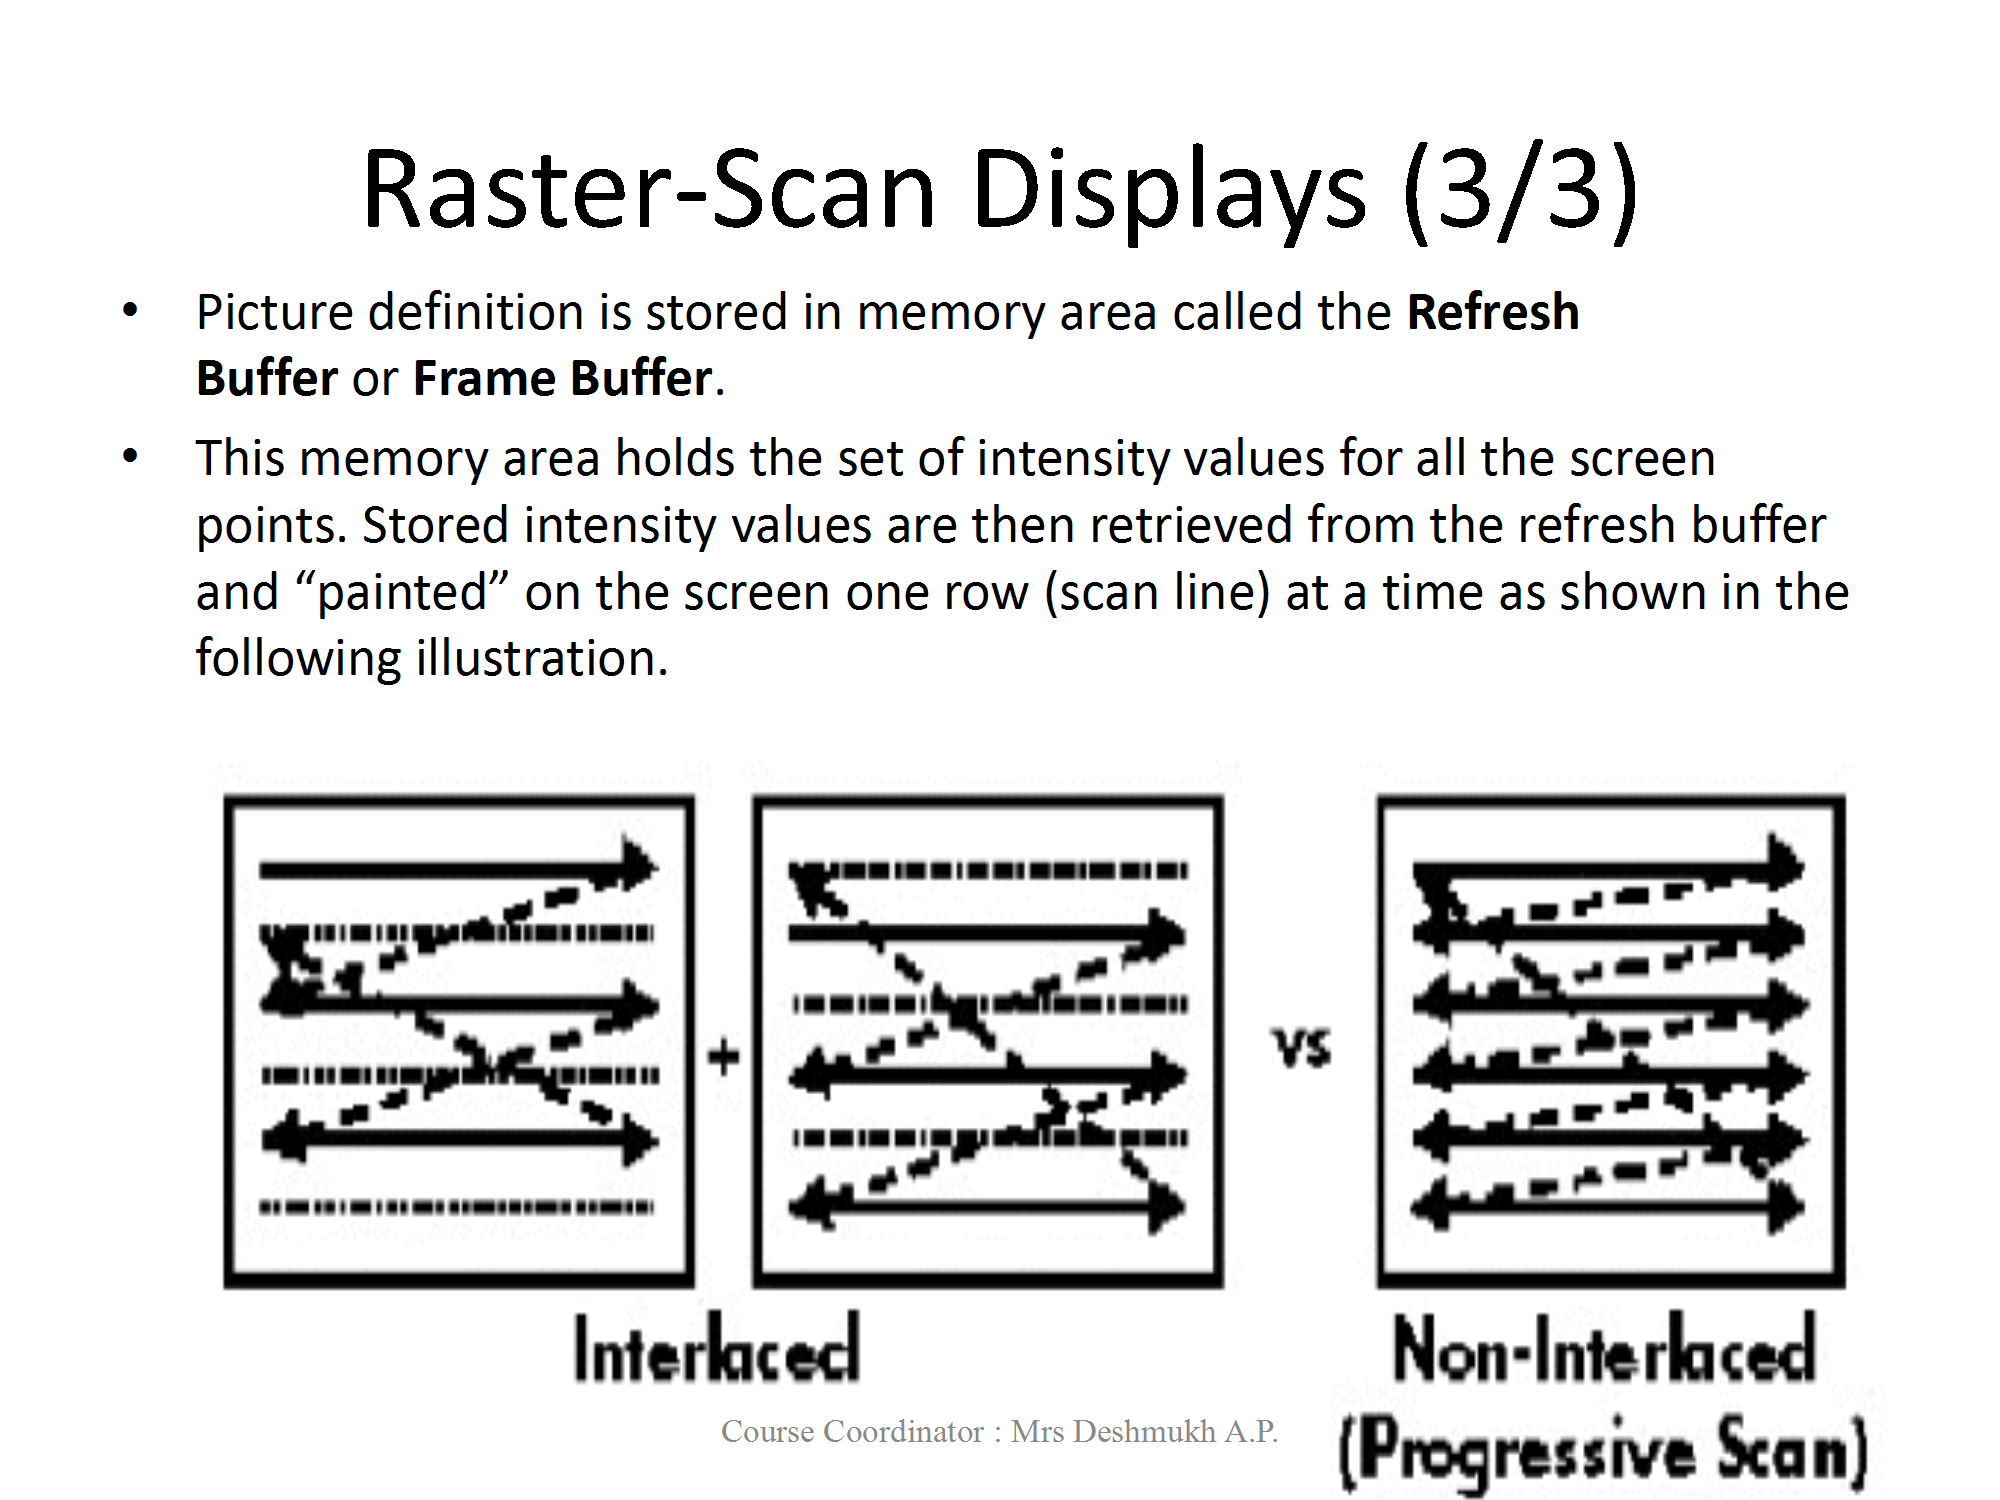 Raster-Scan Displays (3/3)
• Picture definition is stored in memory area called the Refresh
Buffer or Frame Buffer.
• This memory area holds the set of intensity values for all the screen
points. Stored intensity values are then retrieved from the refresh buffer
and “painted” on the screen one row (scan line) at a time as shown in the
following illustration.
+
vs
Interlaced
Non-Interlaced
(Progressive Scan)
Course Coordinator : Mrs Deshmukh A.P.